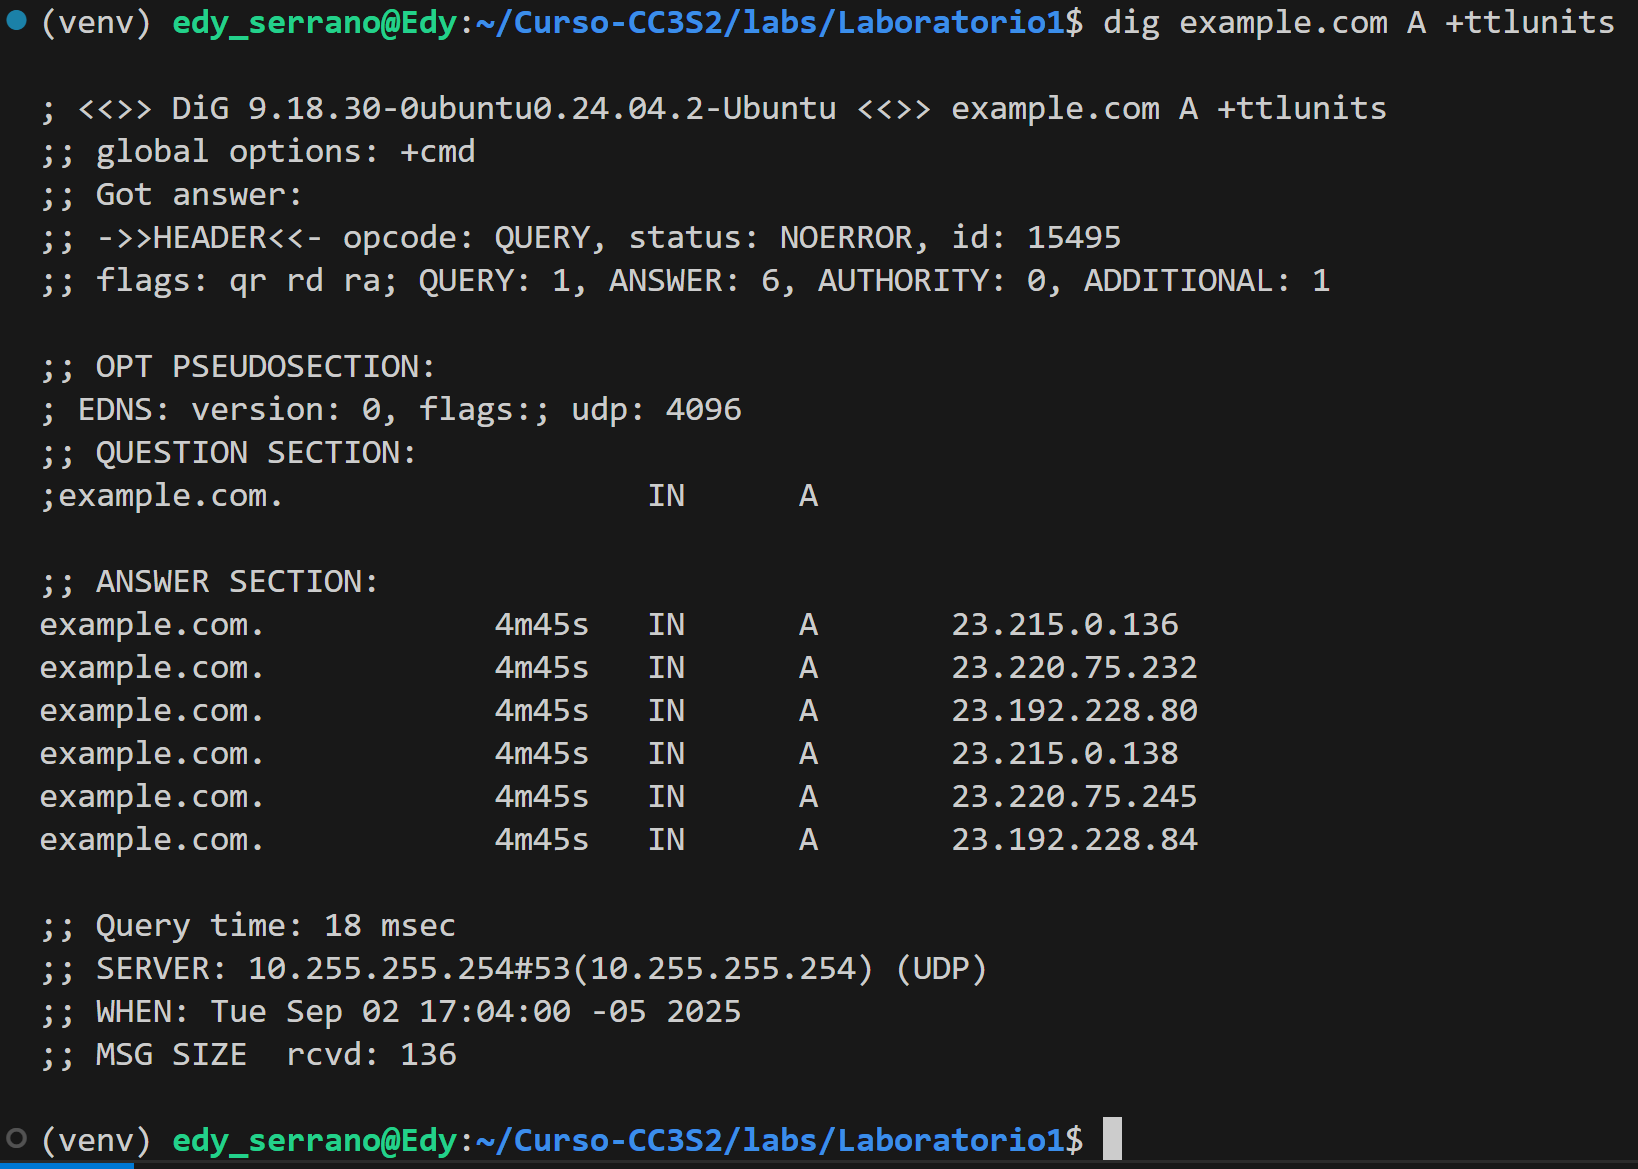 (venv) edy_serrano@Edy:~/Curso-CC3S2/labs/Laboratorio1$ dig example.com A +ttlunits
; <<>> DiG 9.18.30-0ubuntu0.24.04.2-Ubuntu <<>> example.com A +ttlunits
;; global options: +cmd
;; Got answer:
;; ->>HEADER<<- opcode: QUERY, status: NOERROR, id: 15495
;; flags: qr rd ra; QUERY: 1, ANSWER: 6, AUTHORITY: 0, ADDITIONAL: 1
;; OPT PSEUDOSECTION:
; EDNS: version: 0, flags:; udp: 4096
;; QUESTION SECTION:
;example.com. IN A
;; ANSWER SECTION:
example.com. 4m45s IN A 23.215.0.136
example.com. 4m45s IN A 23.220.75.232
example.com. 4m45s IN A 23.192.228.80
example.com. 4m45s IN A 23.215.0.138
example.com. 4m45s IN A 23.220.75.245
example.com. 4m45s IN A 23.192.228.84
;; Query time: 18 msec
;; SERVER: 10.255.255.254#53(10.255.255.254) (UDP)
;; WHEN: Tue Sep 02 17:04:00 -05 2025
;; MSG SIZE  rcvd: 136
(venv) edy_serrano@Edy:~/Curso-CC3S2/labs/Laboratorio1$